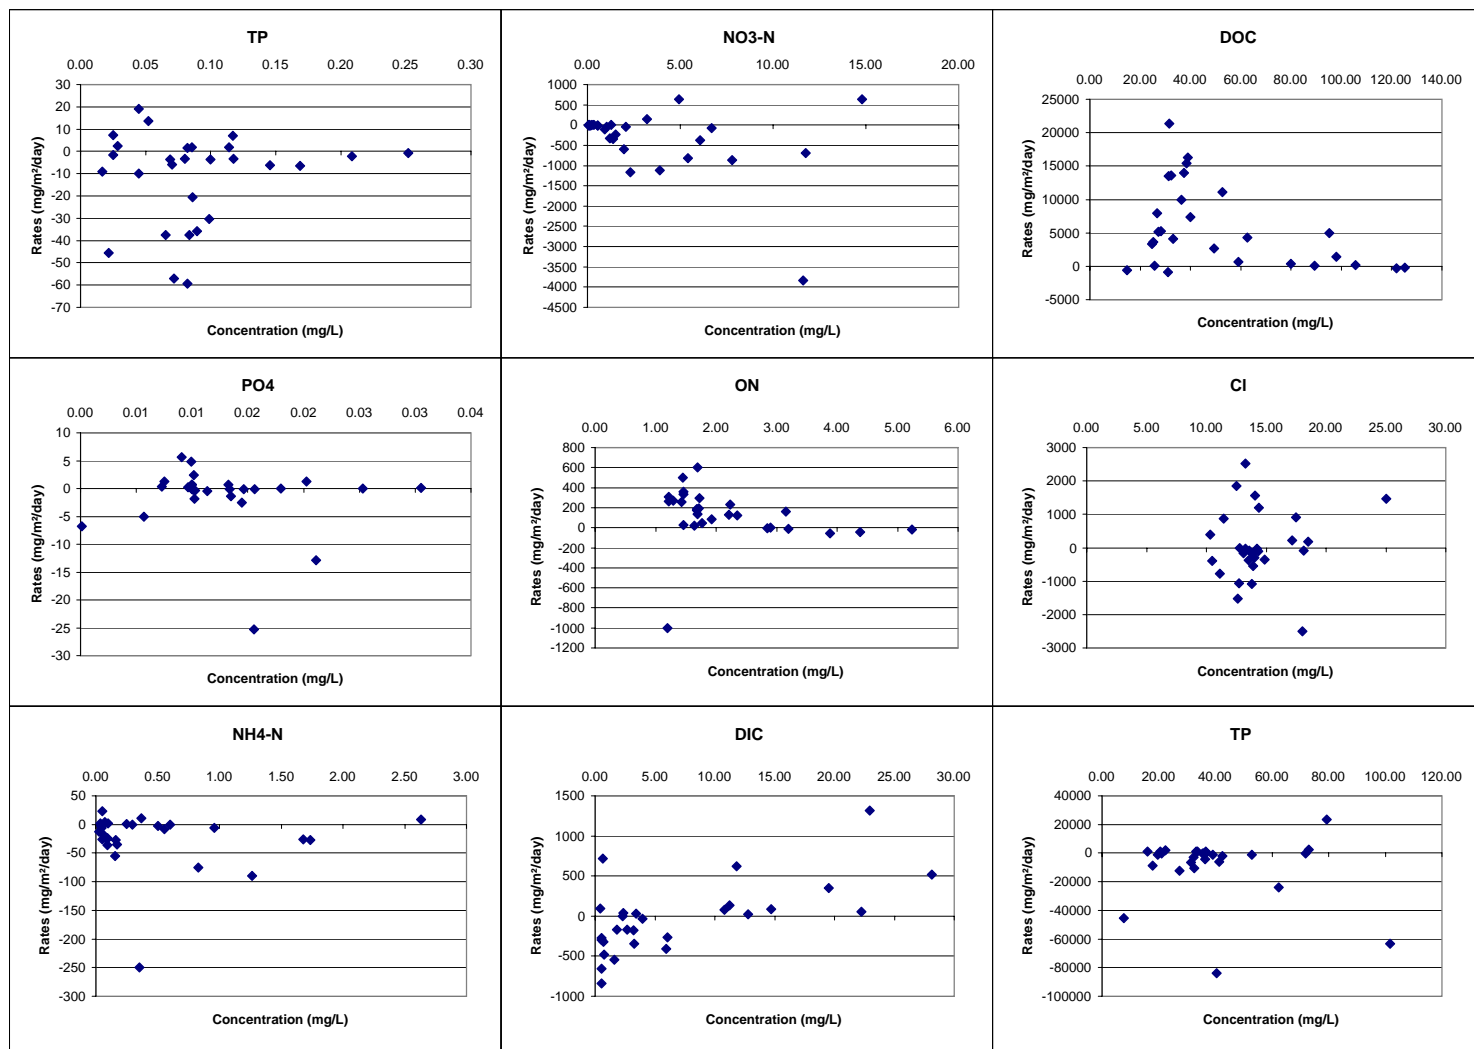 TP
0.00 0.05 0.10 0.15 0.20 0.25 0.30
30
20
10
0
-10
-20
-30
-40
-50
-60
-70
Rates (mg/m²/day)
Concentration (mg/L)
NO3-N
0.00 5.00 10.00 15.00 20.00
1000
500
0
-500
-1000
-1500
-2000
-2500
-3000
-3500
-4000
-4500
Rates (mg/m²/day)
Concentration (mg/L)
DOC
0.00 20.00 40.00 60.00 80.00 100.00 120.00 140.00
25000
20000
15000
10000
5000
0
-5000
Rates (mg/m²/day)
Concentration (mg/L)
PO4
0.00 0.01 0.01 0.02 0.02 0.03 0.03 0.04
10
5
0
-5
-10
-15
-20
-25
-30
Rates (mg/m²/day)
Concentration (mg/L)
ON
0.00 1.00 2.00 3.00 4.00 5.00 6.00
800
600
400
200
0
-200
-400
-600
-800
-1000
-1200
Rates (mg/m²/day)
Concentration (mg/L)
Cl
0.00 5.00 10.00 15.00 20.00 25.00 30.00
3000
2000
1000
0
-1000
-2000
-3000
Rates (mg/m²/day)
Concentration (mg/L)
NH4-N
0.00 0.50 1.00 1.50 2.00 2.50 3.00
50
0
-50
-100
-150
-200
-250
-300
Rates (mg/m²/day)
Concentration (mg/L)
DIC
0.00 5.00 10.00 15.00 20.00 25.00 30.00
1500
1000
500
0
-500
-1000
Rates (mg/m²/day)
Concentration (mg/L)
TP
0.00 20.00 40.00 60.00 80.00 100.00 120.00
40000
20000
0
-20000
-40000
-60000
-80000
-100000
Rates (mg/m²/day)
Concentration (mg/L)